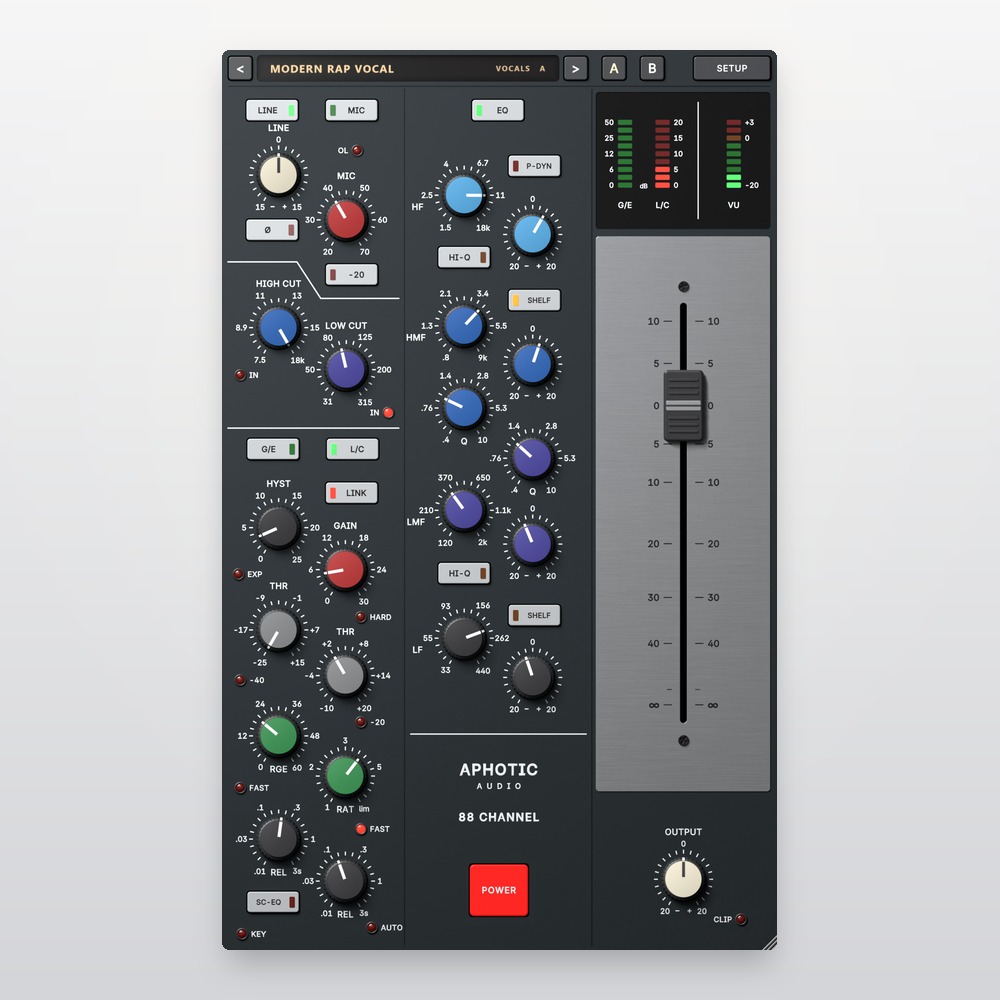 < MODERN RAP VOCAL VOCALS A > A B SETUP
LINE MIC
LINE
0
OL
15 - + 15
Ø
MIC
40 50
30 60
20 70
-20
HIGH CUT
11 13
8.9 15
7.5 18k
IN
LOW CUT
80 125
50 200
31 315
IN
G/E L/C
HYST
10 15
5 20
0 25
EXP
LINK
GAIN
12 18
6 24
0 30
HARD
THR
-9 -1
-17 +7
-25 +15
-40
THR
+2 +8
-4 +14
-10 +20
-20
24 36
12 48
0 RGE 60
FAST
3
2 5
1 RAT lim
FAST
.1 .3
.03 1
.01 REL 3s
.1 .3
.03 1
.01 REL 3s
SC-EQ
KEY
AUTO
EQ
P-DYN
4 6.7
2.5 11
HF
1.5 18k
0
20 - + 20
HI-Q
SHELF
2.1 3.4
1.3 5.5
HMF
.8 9k
0
20 - + 20
1.4 2.8
.76 5.3
.4 Q 10
1.4 2.8
.76 5.3
.4 Q 10
370 650
210 1.1k
LMF
120 2k
0
20 - + 20
HI-Q
SHELF
93 156
55 262
LF
33 440
0
20 - + 20
APHOTIC
AUDIO
88 CHANNEL
POWER
50 20 +3
25 15 0
12 10
6 5
0 dB 0 -20
G/E L/C VU
10 10
5 5
0 0
5 5
10 10
20 20
30 30
40 40
∞ ∞
OUTPUT
0
20 - + 20
CLIP